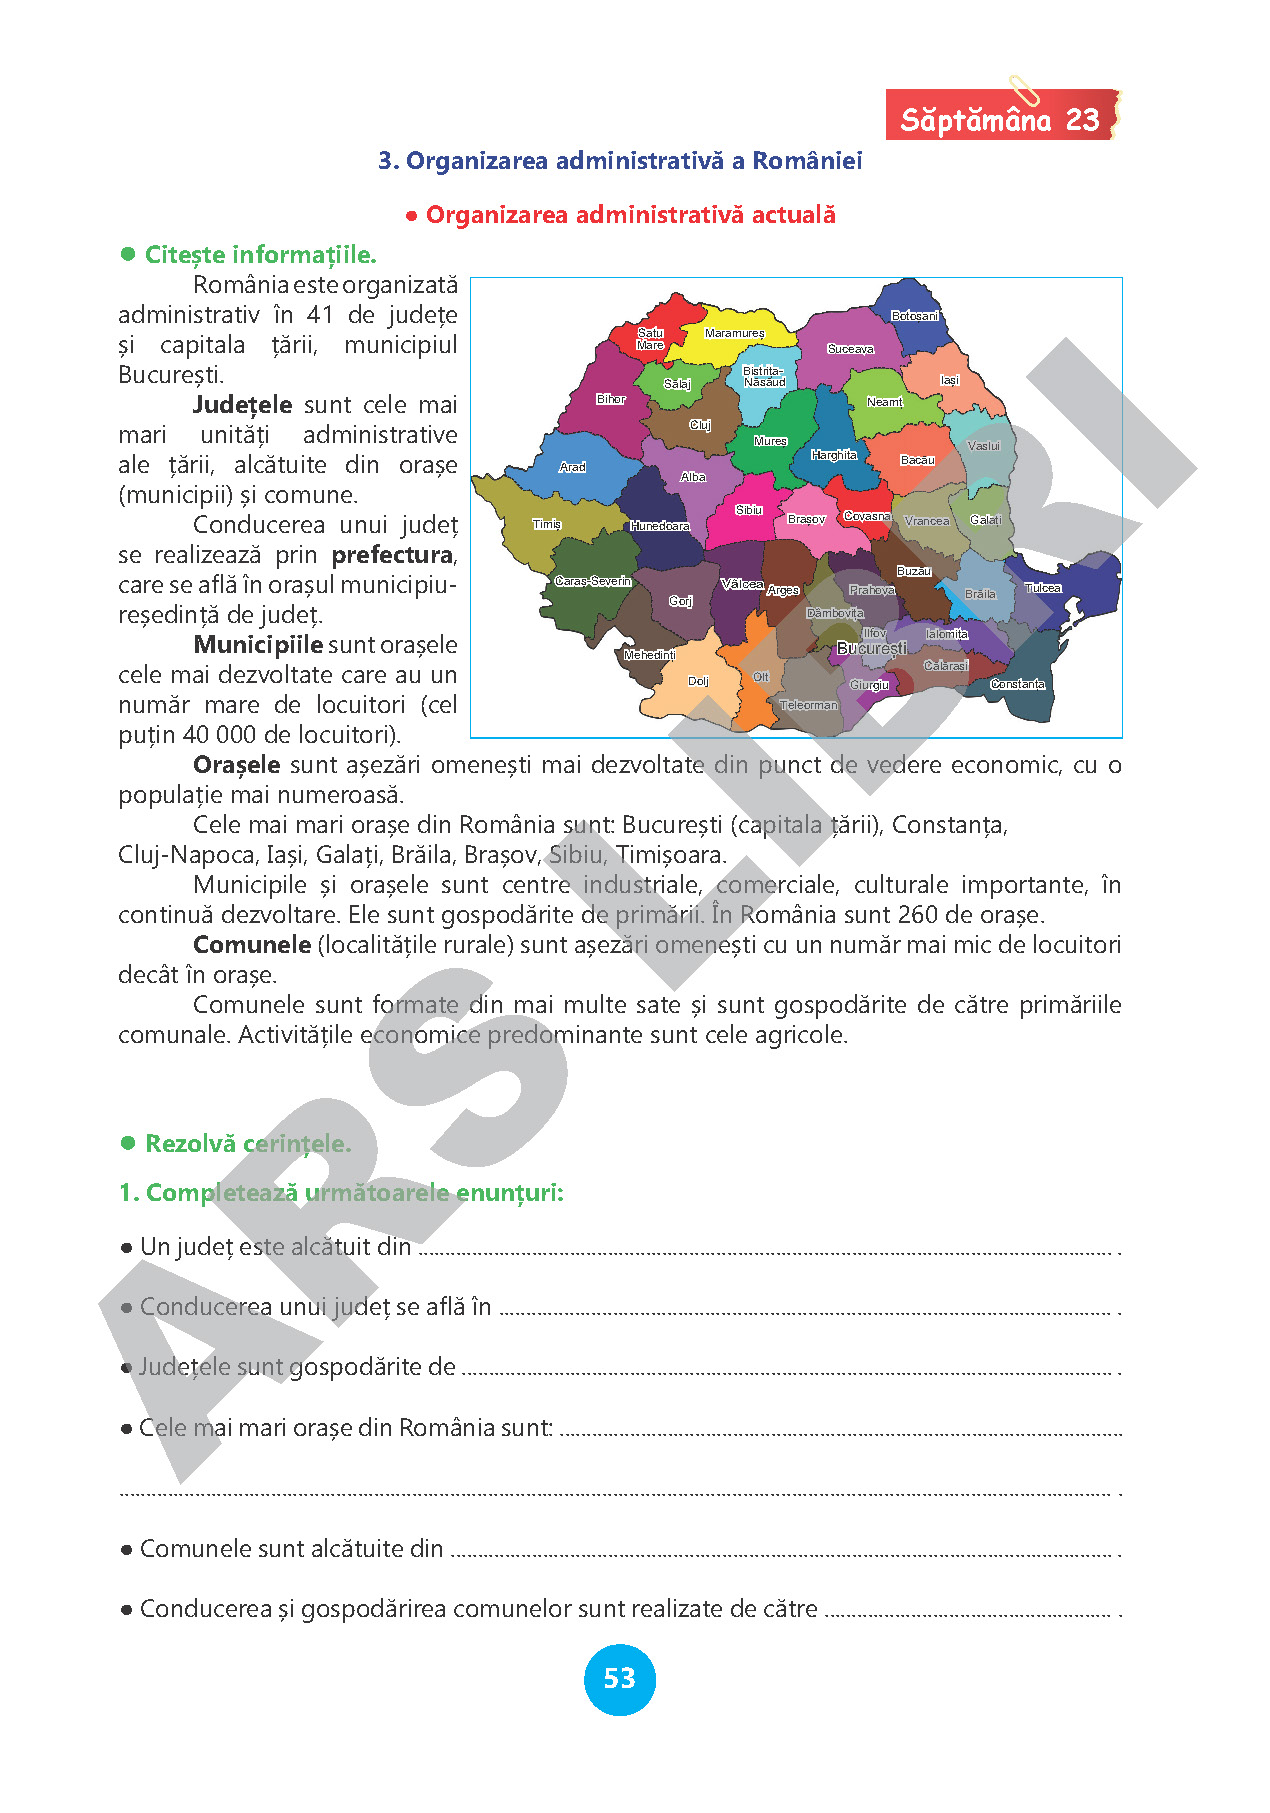 Săptămâna 23
3. Organizarea administrativă a României
● Organizarea administrativă actuală
● Citește informațiile.
România este organizată
administrativ în 41 de județe
și capitala țării, municipiul
București.
Județele sunt cele mai
mari unități administrative
ale țării, alcătuite din orașe
(municipii) și comune.
Conducerea unui județ
se realizează prin prefectura,
care se află în orașul municipiu-
reședință de județ.
Municipiile sunt orașele
cele mai dezvoltate care au un
număr mare de locuitori (cel
puțin 40 000 de locuitori).
Botoșani
Satu
Mare
Maramureș
Suceava
Bistrița-
Năsăud
Sălaj
Iași
Bihor
Neamț
Cluj
Mureș
Vaslui
Harghita
Bacău
Arad
Alba
Sibiu
Brașov
Covasna
Vrancea
Galați
Timiș
Hunedoara
Buzău
Caraș-Severin
Vâlcea
Argeș
Prahova
Brăila
Tulcea
Gorj
Dâmbovița
Ilfov
Ialomița
București
Mehedinți
Călărași
Dolj
Olt
Giurgiu
Constanța
Teleorman
Orașele sunt așezări omenești mai dezvoltate din punct de vedere economic, cu o
populație mai numeroasă.
Cele mai mari orașe din România sunt: București (capitala țării), Constanța,
Cluj-Napoca, Iași, Galați, Brăila, Brașov, Sibiu, Timișoara.
Municipile și orașele sunt centre industriale, comerciale, culturale importante, în
continuă dezvoltare. Ele sunt gospodărite de primării. În România sunt 260 de orașe.
Comunele (localitățile rurale) sunt așezări omenești cu un număr mai mic de locuitori
decât în orașe.
Comunele sunt formate din mai multe sate și sunt gospodărite de către primăriile
comunale. Activitățile economice predominante sunt cele agricole.
● Rezolvă cerințele.
1. Completează următoarele enunțuri:
● Un județ este alcătuit din .................... .
● Conducerea unui județ se află în .................... .
● Județele sunt gospodărite de .................... .
● Cele mai mari orașe din România sunt: ....................
.................... .
● Comunele sunt alcătuite din .................... .
● Conducerea și gospodărirea comunelor sunt realizate de către .................... .
53
ARS LIBRI